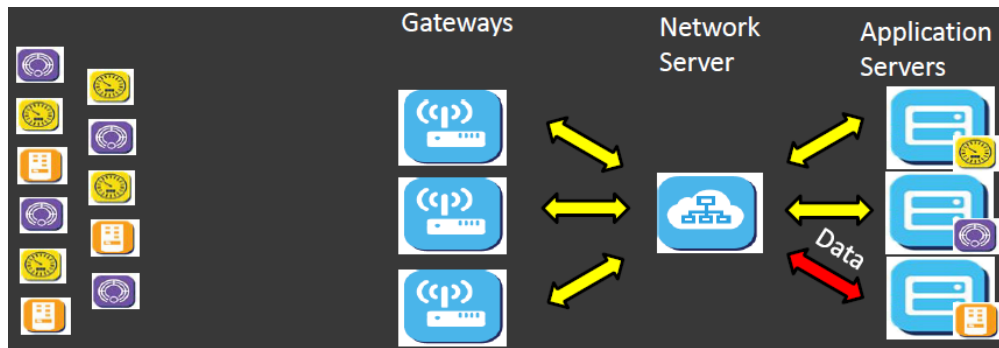 Gateways
Network
Server
Application
Servers
Data